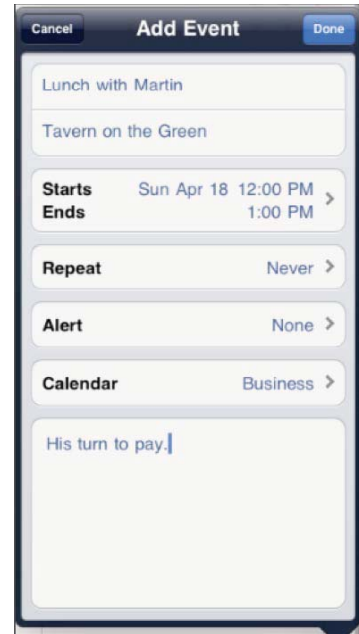 Cancel Add Event Done
Lunch with Martin
Tavern on the Green
Starts Sun Apr 18 12:00 PM
Ends 1:00 PM
Repeat Never
Alert None
Calendar Business
His turn to pay.